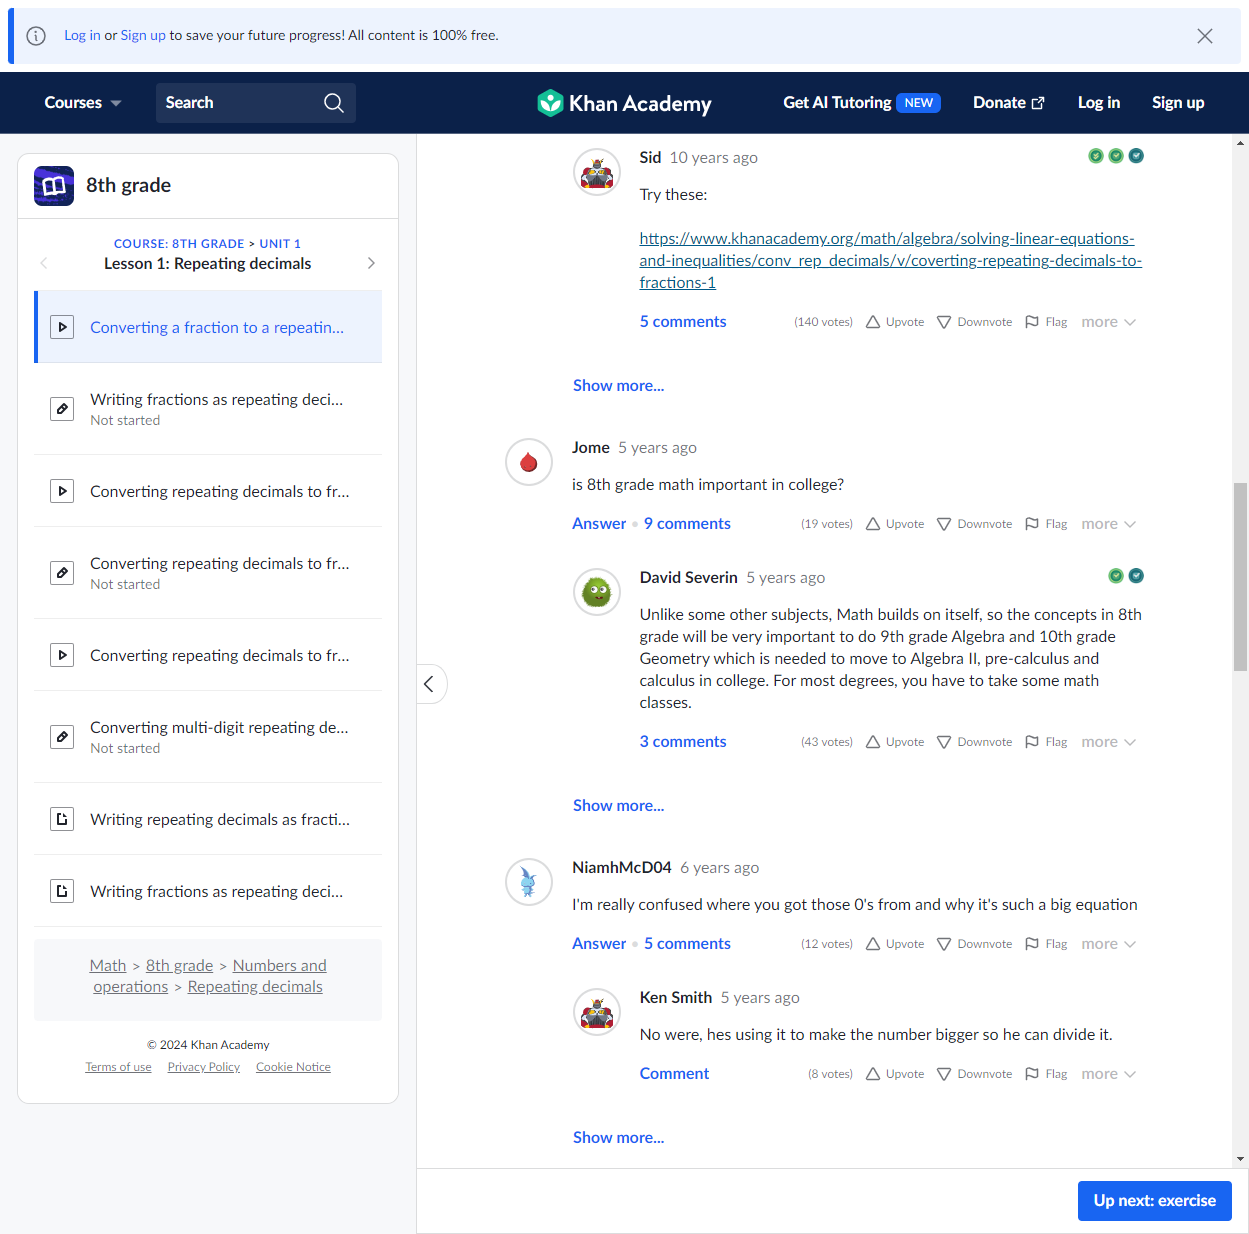 Log in or Sign up to save your future progress! All content is 100% free.
Courses
Search
Khan Academy
Get AI Tutoring NEW
Donate
Log in
Sign up
8th grade
COURSE: 8TH GRADE > UNIT 1
Lesson 1: Repeating decimals
Converting a fraction to a repeatin...
Writing fractions as repeating deci...
Not started
Converting repeating decimals to fr...
Converting repeating decimals to fr...
Not started
Converting repeating decimals to fr...
Converting multi-digit repeating de...
Not started
Writing repeating decimals as fracti...
Writing fractions as repeating deci...
Math > 8th grade > Numbers and
operations > Repeating decimals
© 2024 Khan Academy
Terms of use Privacy Policy Cookie Notice
Sid 10 years ago
Try these:
https://www.khanacademy.org/math/algebra/solving-linear-equations-
and-inequalities/conv_rep_decimals/v/coverting-repeating-decimals-to-
fractions-1
5 comments (140 votes) Upvote Downvote Flag more
Show more...
Jome 5 years ago
is 8th grade math important in college?
Answer • 9 comments (19 votes) Upvote Downvote Flag more
David Severin 5 years ago
Unlike some other subjects, Math builds on itself, so the concepts in 8th
grade will be very important to do 9th grade Algebra and 10th grade
Geometry which is needed to move to Algebra II, pre-calculus and
calculus in college. For most degrees, you have to take some math
classes.
3 comments (43 votes) Upvote Downvote Flag more
Show more...
NiamhMcD04 6 years ago
I'm really confused where you got those 0's from and why it's such a big equation
Answer • 5 comments (12 votes) Upvote Downvote Flag more
Ken Smith 5 years ago
No were, hes using it to make the number bigger so he can divide it.
Comment (8 votes) Upvote Downvote Flag more
Show more...
Up next: exercise